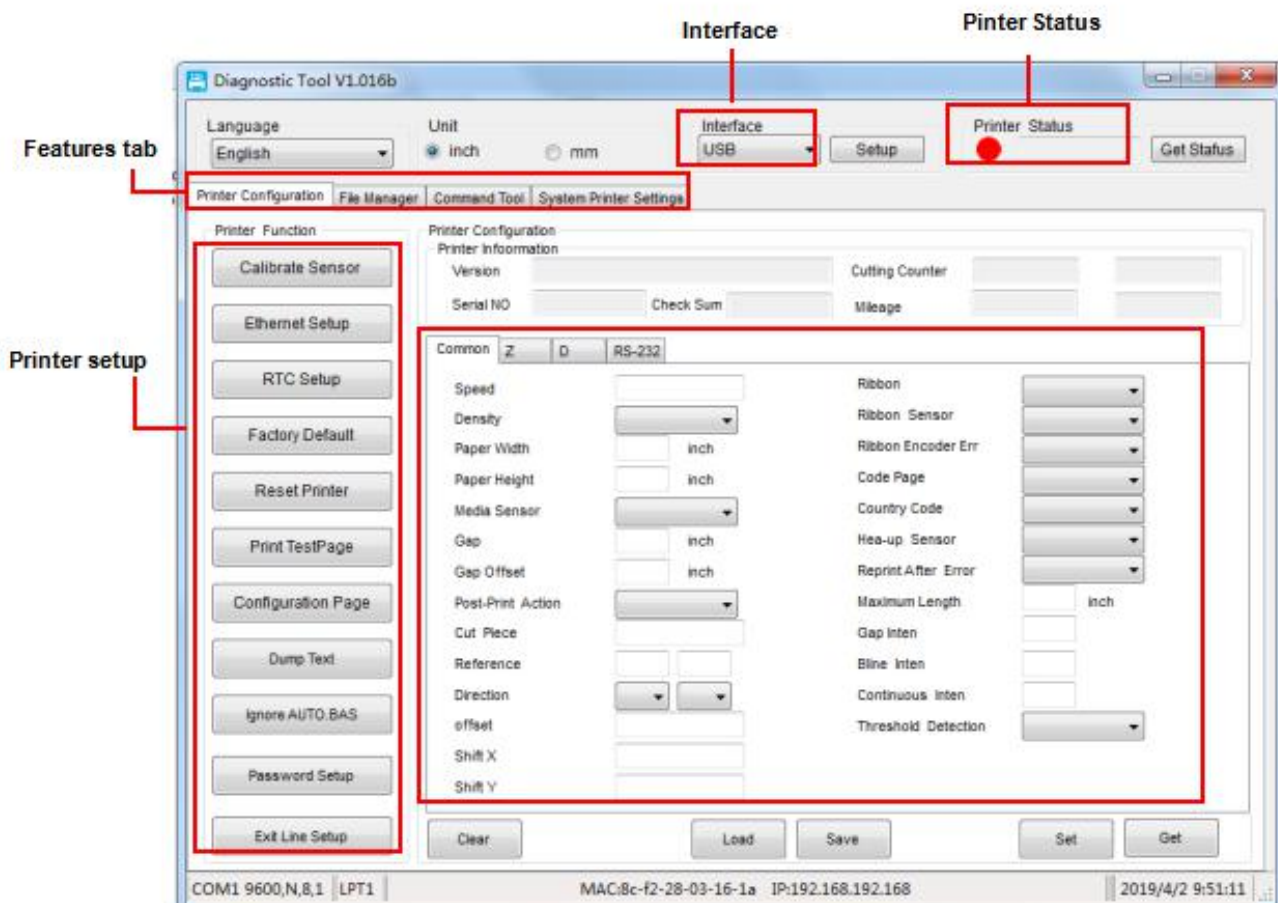 Interface
Pinter Status
Diagnostic Tool V1.016b
Features tab
Language Unit Interface Printer Status
English inch mm USB Setup Get Status
Printer Configuration File Manager Command Tool System Printer Settings
Printer Function
Calibrate Sensor
Ethernet Setup
Printer setup
RTC Setup
Factory Default
Reset Printer
Print TestPage
Configuration Page
Dump Text
Ignore AUTO.BAS
Password Setup
Exit Line Setup
Printer Configuration
Printer Infoormation
Version Cutting Counter
Serial NO Check Sum Mileage
Common Z D RS-232
Speed Ribbon
Density Ribbon Sensor
Paper Width inch Ribbon Encoder Err
Paper Height inch Code Page
Media Sensor Country Code
Gap inch Hea-up Sensor
Gap Offset inch Reprint After Error
Post-Print Action Maximum Length inch
Cut Piece Gap Inten
Reference Bline Inten
Direction Continuous Inten
offset Threshold Detection
Shift X
Shift Y
Clear Load Save Set Get
COM1 9600,N,8,1 LPT1 MAC:8c-f2-28-03-16-1a IP:192.168.192.168 2019/4/2 9:51:11